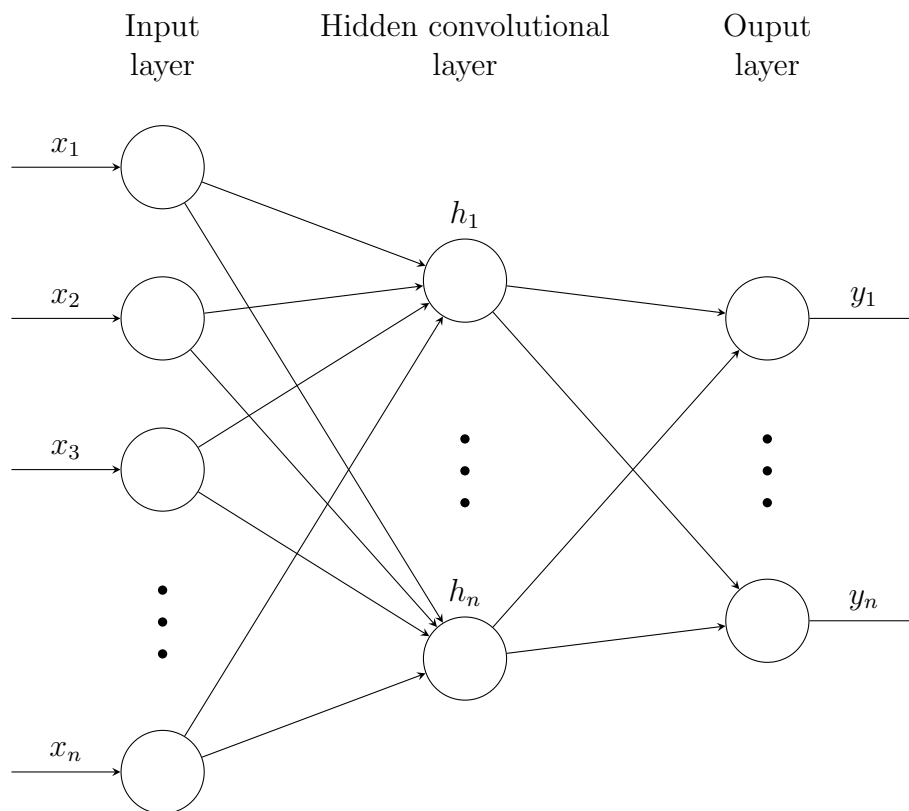 Input
layer
Hidden convolutional
layer
Ouput
layer
x₁
x₂
x₃
xₙ
h₁
hₙ
y₁
yₙ